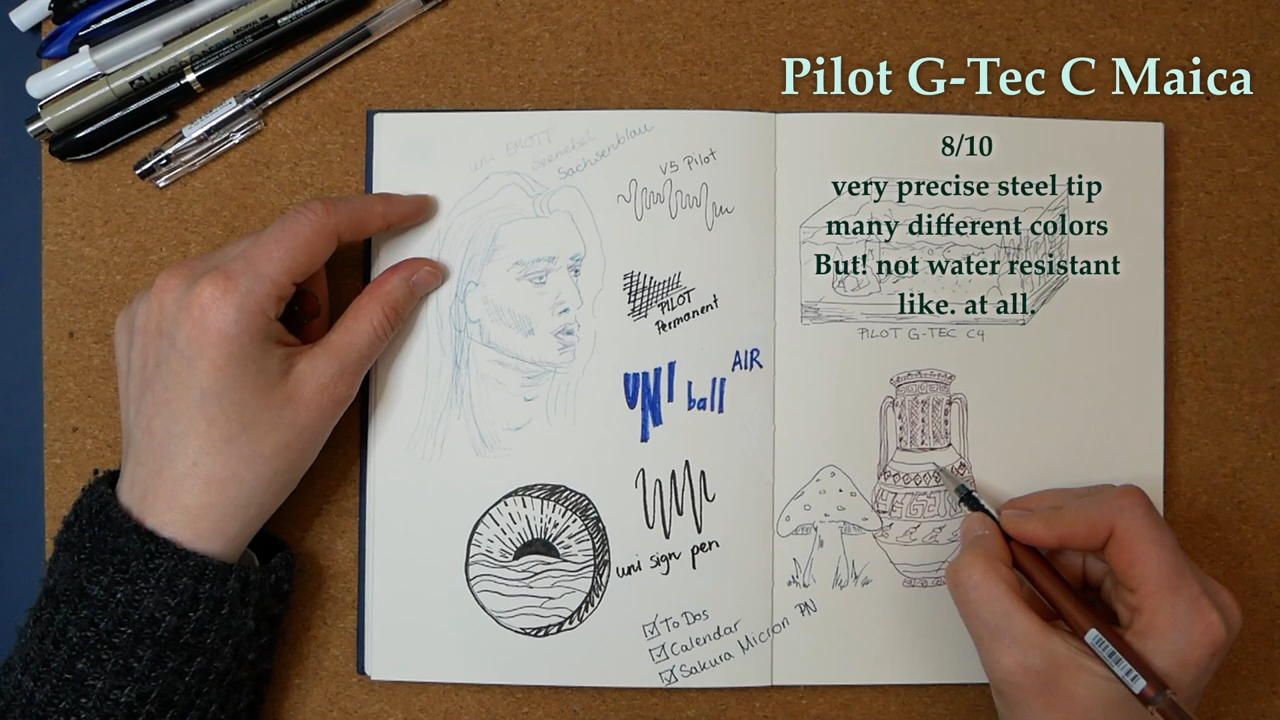 Pilot G-Tec C Maica
8/10
very precise steel tip
many different colors
But! not water resistant
like. at all.
PILOT G-TEC C4
uni EMOTT
Seenebel
Sachsenblau
V5 Pilot
PILOT
Permanent
UNI ball AIR
uni sign pen
To Dos
Calendar
Sakura Micron PN
MICRON